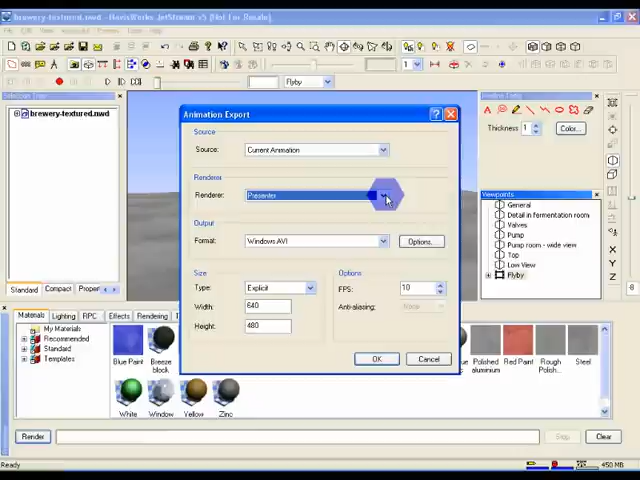 brewery-textured.nwd - NavisWorks JetStream v5 (Not For Resale)
Flyby
1
Selection Tree
brewery-textured.nwd
Standard
Compact
Proper
Animation Export
Source
Source:
Current Animation
Renderer
Renderer:
Presenter
Output
Format:
Windows AVI
Options...
Size
Type:
Explicit
Width:
640
Height:
480
Options
FPS:
10
Anti-aliasing:
None
OK
Cancel
Thickness
1
Color...
Viewpoints
General
Detail in fermentation room
Valves
Pump
Pump room - wide view
Top
Low View
Flyby
8
Materials
Lighting
RPC
Effects
Rendering
My Materials
Recommended
Standard
Templates
Blue Paint
Breeze block
Polished aluminium
Red Paint
Rough Polish...
Steel
White
Window
Yellow
Zinc
Render
Stop
Clear
Ready
450 MB